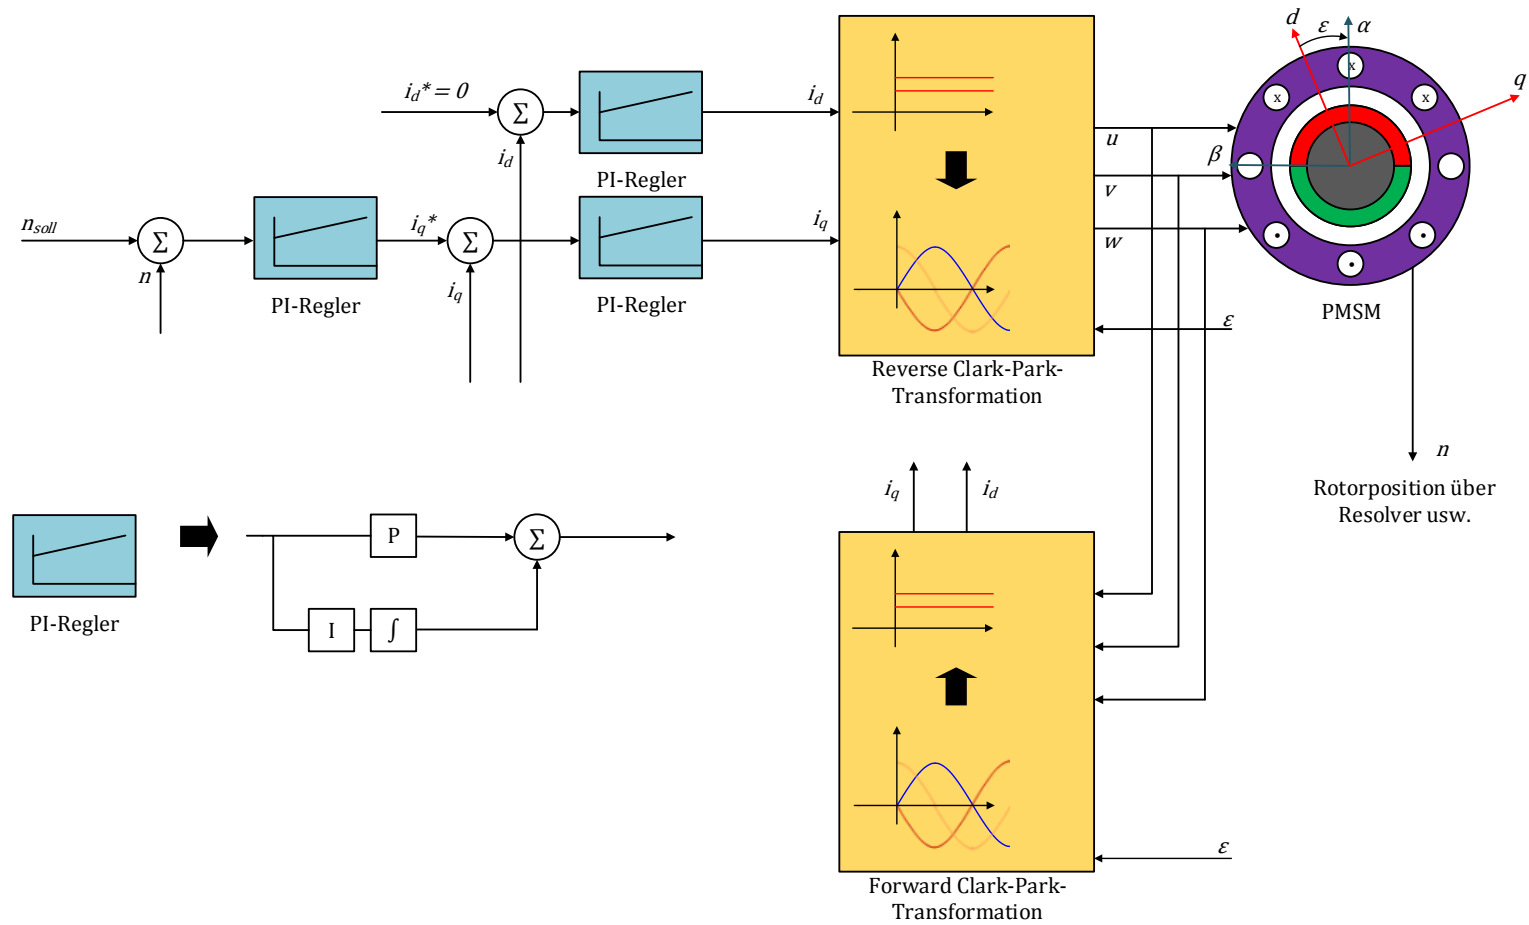 d
ε
α
q
i_d* = 0
Σ
i_d
PI-Regler
i_d
x
x
x
u
β
v
n_soll
Σ
n
PI-Regler
i_q*
Σ
i_q
PI-Regler
i_q
w
ε
PMSM
Reverse Clark-Park-
Transformation
n
Rotorposition über
Resolver usw.
i_q
i_d
PI-Regler
P
Σ
I
∫
ε
Forward Clark-Park-
Transformation